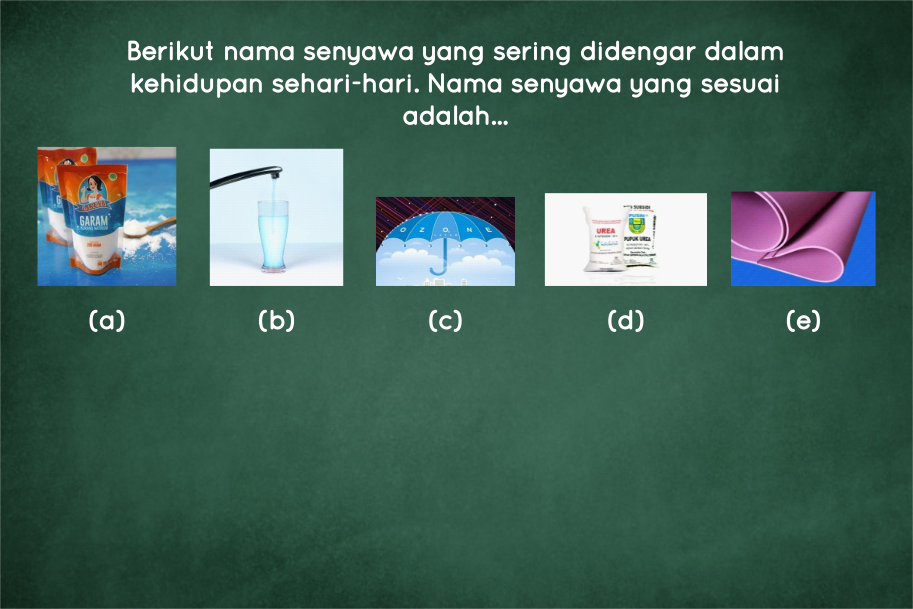 Berikut nama senyawa yang sering didengar dalam
kehidupan sehari-hari. Nama senyawa yang sesuai
adalah...
GARAM
OZONE
UREA
PUPUK UREA
(a)
(b)
(c)
(d)
(e)